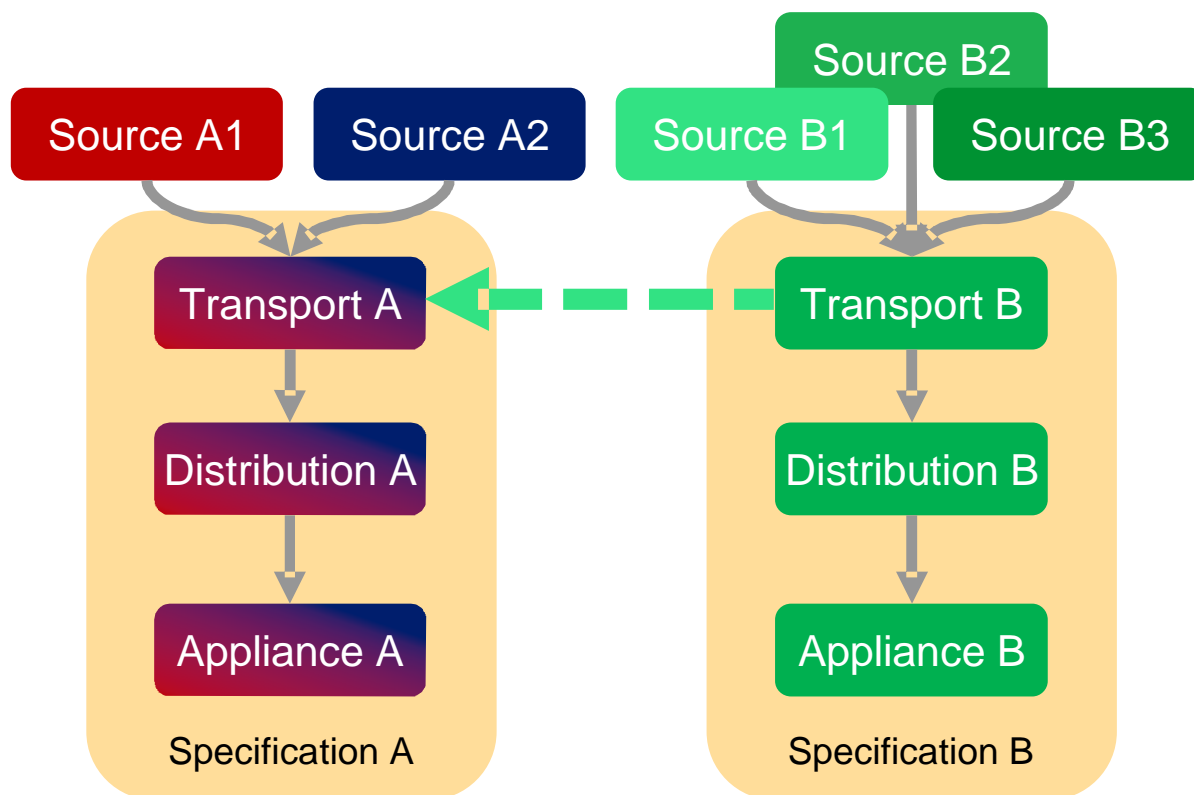 Source B2
Source A1
Source A2
Source B1
Source B3
Transport A
Transport B
Distribution A
Distribution B
Appliance A
Appliance B
Specification A
Specification B